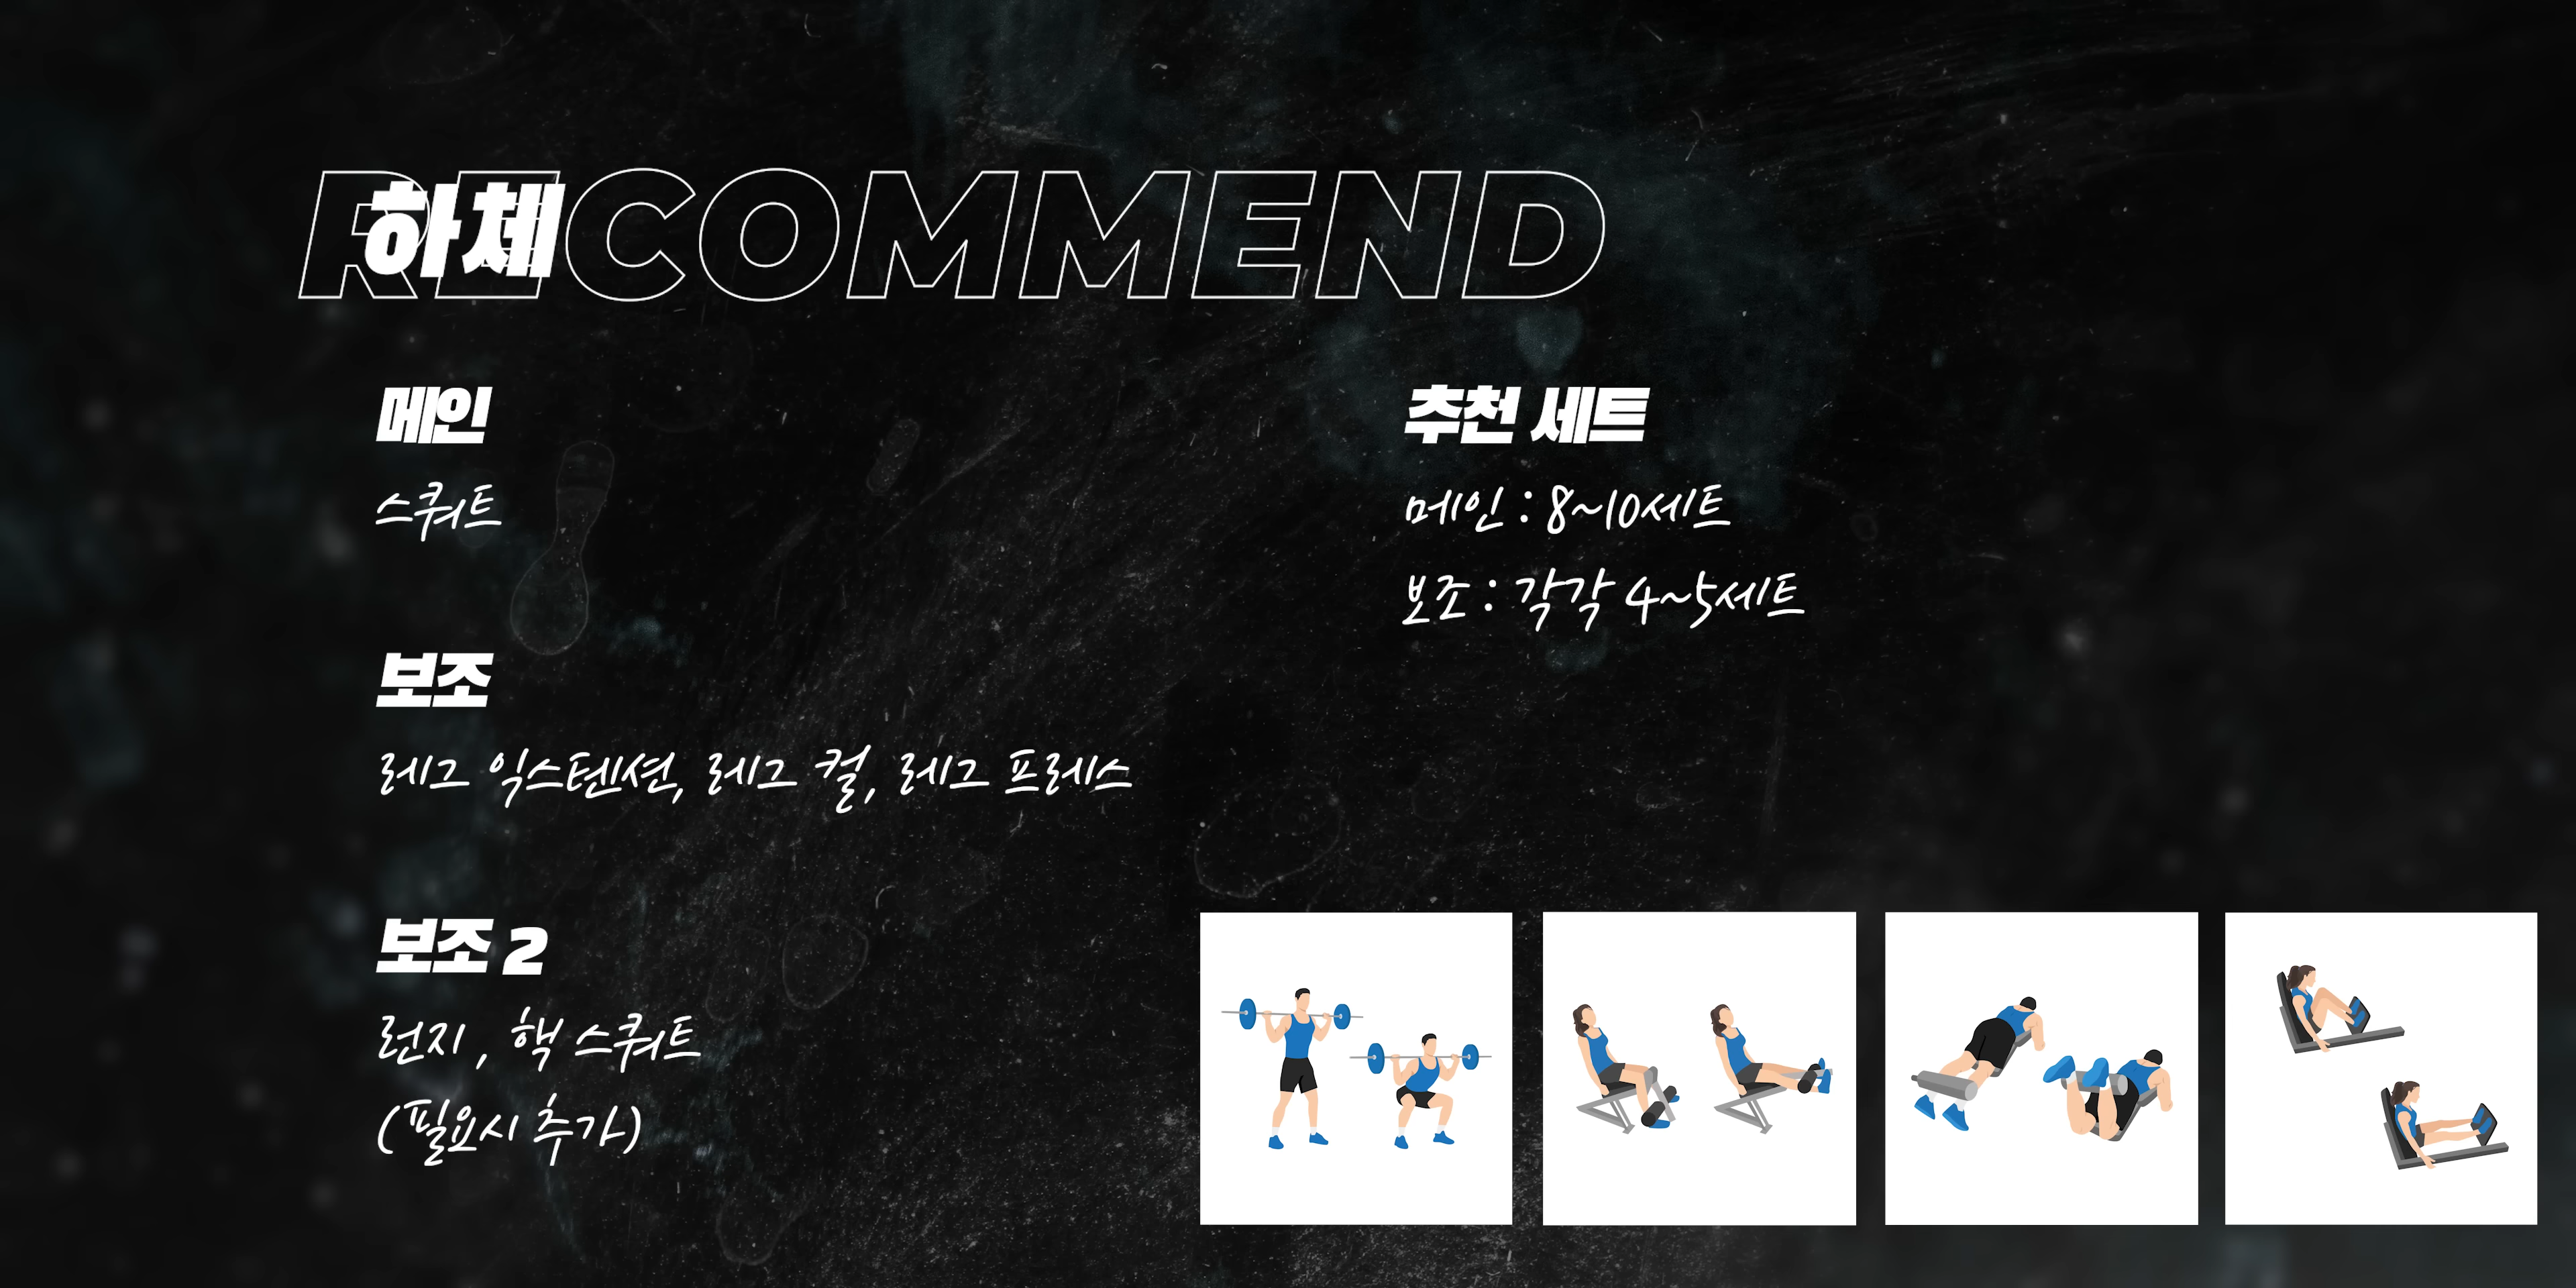 RECOMMEND
하체
메인
스쿼트
보조
레그 익스텐션, 레그 컬, 레그 프레스
보조 2
런지 , 핵 스쿼트
(필요시 추가)
추천 세트
메인 : 8~10세트
보조 : 각각 4~5세트